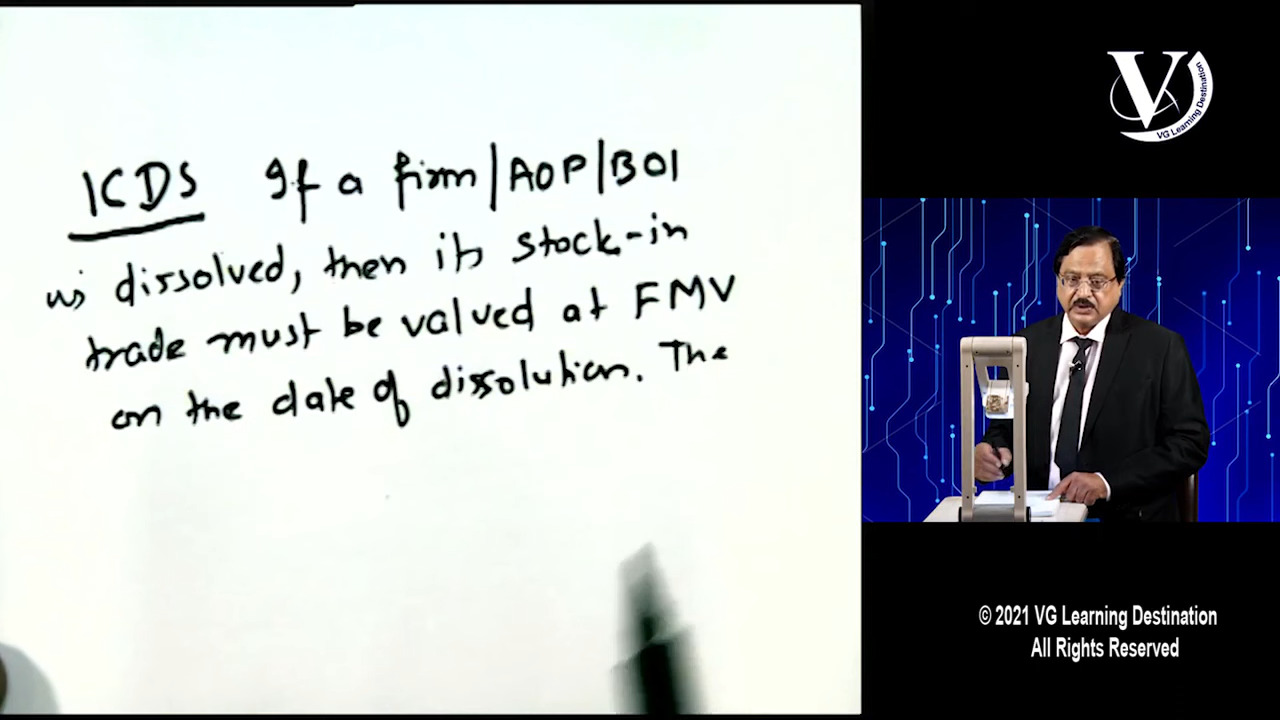 ICDS If a firm/AOP/BOI
is dissolved, then its stock-in
trade must be valued at FMV
on the date of dissolution. The
V
VG Learning Destination
© 2021 VG Learning Destination
All Rights Reserved